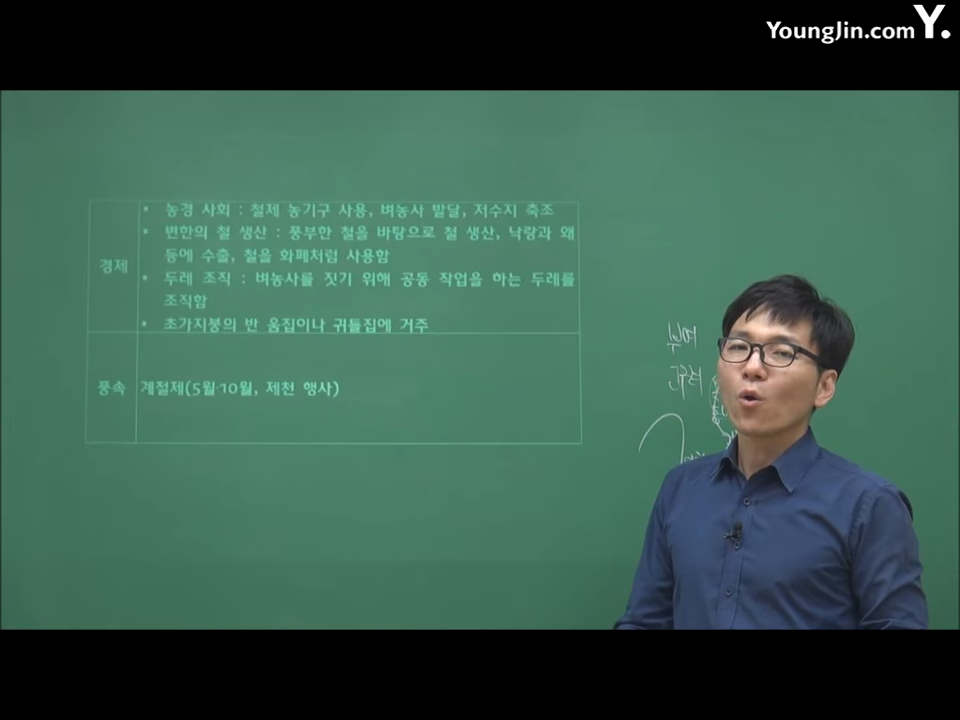 YoungJin.com Y.
• 농경 사회 : 철제 농기구 사용, 벼농사 발달, 저수지 축조
• 변한의 철 생산 : 풍부한 철을 바탕으로 철 생산, 낙랑과 왜
등에 수출, 철을 화폐처럼 사용함
경제
• 두레 조직 : 벼농사를 짓기 위해 공동 작업을 하는 두레를
조직함
• 초가지붕의 반 움집이나 귀틀집에 거주
풍속 계절제(5월·10월, 제천 행사)
부여